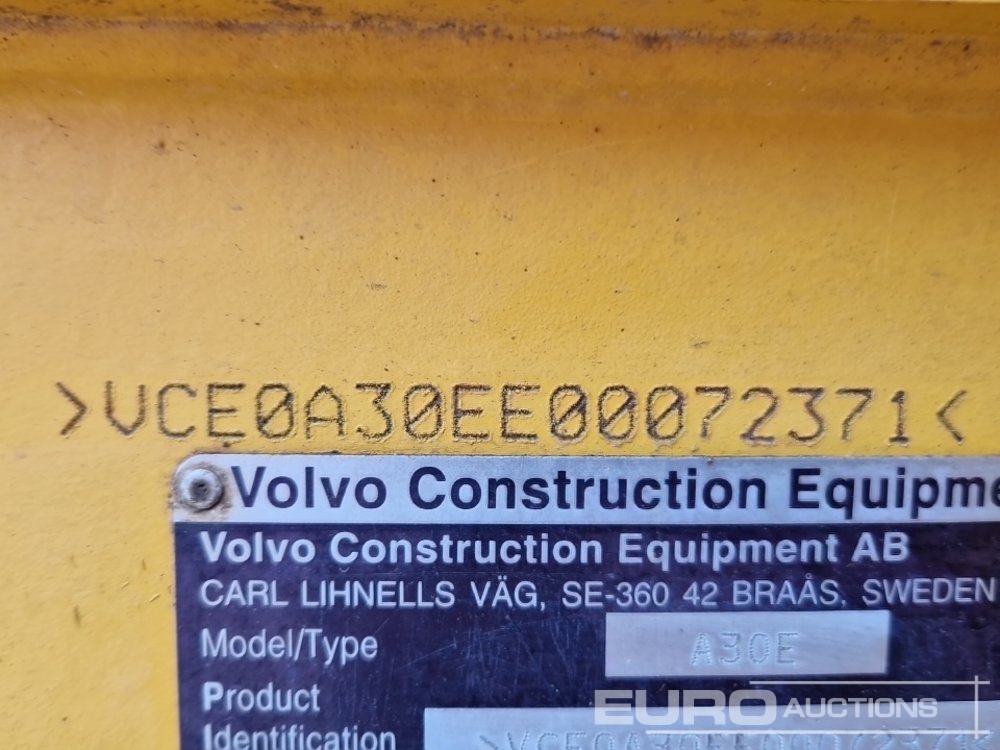 >VCE0A30EE00072371<
Volvo Construction Equipme
Volvo Construction Equipment AB
CARL LIHNELLS VÄG, SE-360 42 BRAÅS, SWEDEN
Model/Type A30E
Product
Identification >VCE0A30EE00072371<
EURO AUCTIONS